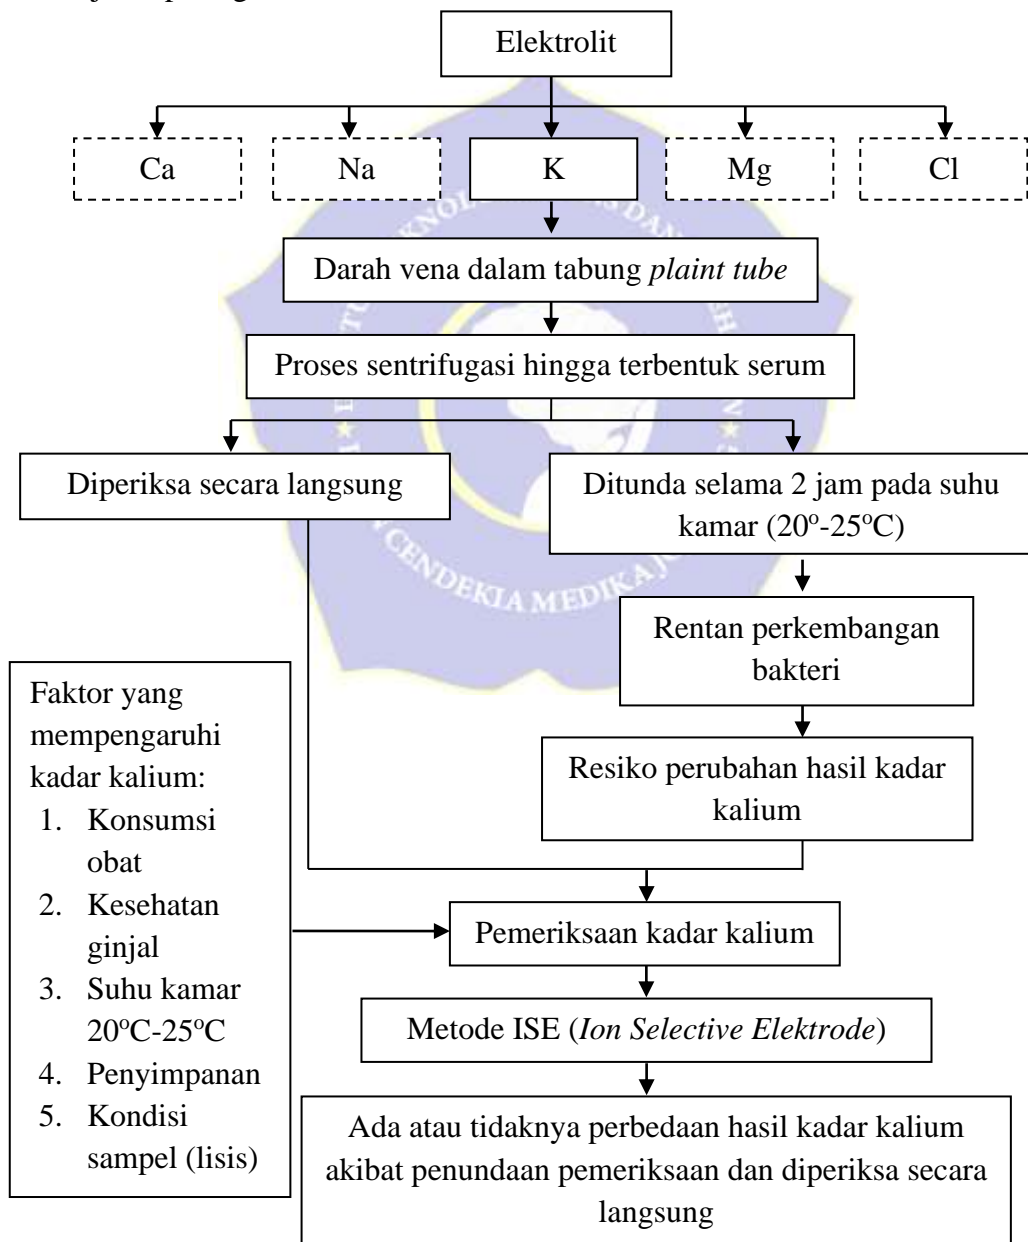 Elektrolit
Ca
Na
K
Mg
Cl
Darah vena dalam tabung plaint tube
Proses sentrifugasi hingga terbentuk serum
Diperiksa secara langsung
Ditunda selama 2 jam pada suhu
kamar (20º-25ºC)
Rentan perkembangan
bakteri
Resiko perubahan hasil kadar
kalium
Faktor yang
mempengaruhi
kadar kalium:
1. Konsumsi
obat
2. Kesehatan
ginjal
3. Suhu kamar
20ºC-25ºC
4. Penyimpanan
5. Kondisi
sampel (lisis)
Pemeriksaan kadar kalium
Metode ISE (Ion Selective Elektrode)
Ada atau tidaknya perbedaan hasil kadar kalium
akibat penundaan pemeriksaan dan diperiksa secara
langsung
CENDEKIA MEDIKA